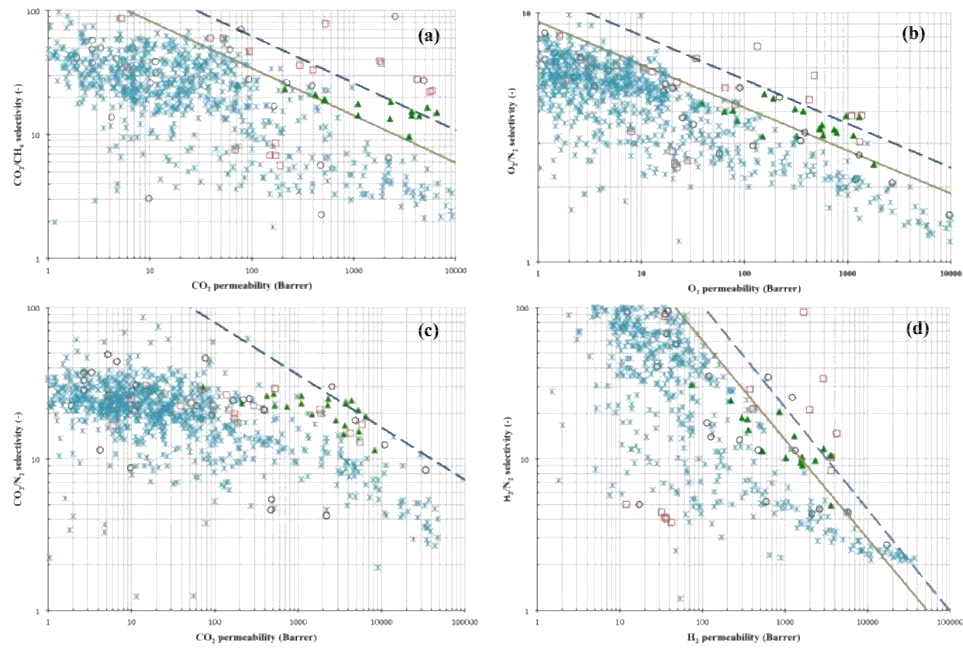 (a)
CO2/CH4 selectivity (-)
100
10
1
1 10 100 1000 10000
CO2 permeability (Barrer)
(b)
O2/N2 selectivity (-)
10
1
1 10 100 1000 10000
O2 permeability (Barrer)
(c)
CO2/N2 selectivity (-)
100
10
1
1 10 100 1000 10000 100000
CO2 permeability (Barrer)
(d)
H2/N2 selectivity (-)
100
10
1
1 10 100 1000 10000 100000
H2 permeability (Barrer)